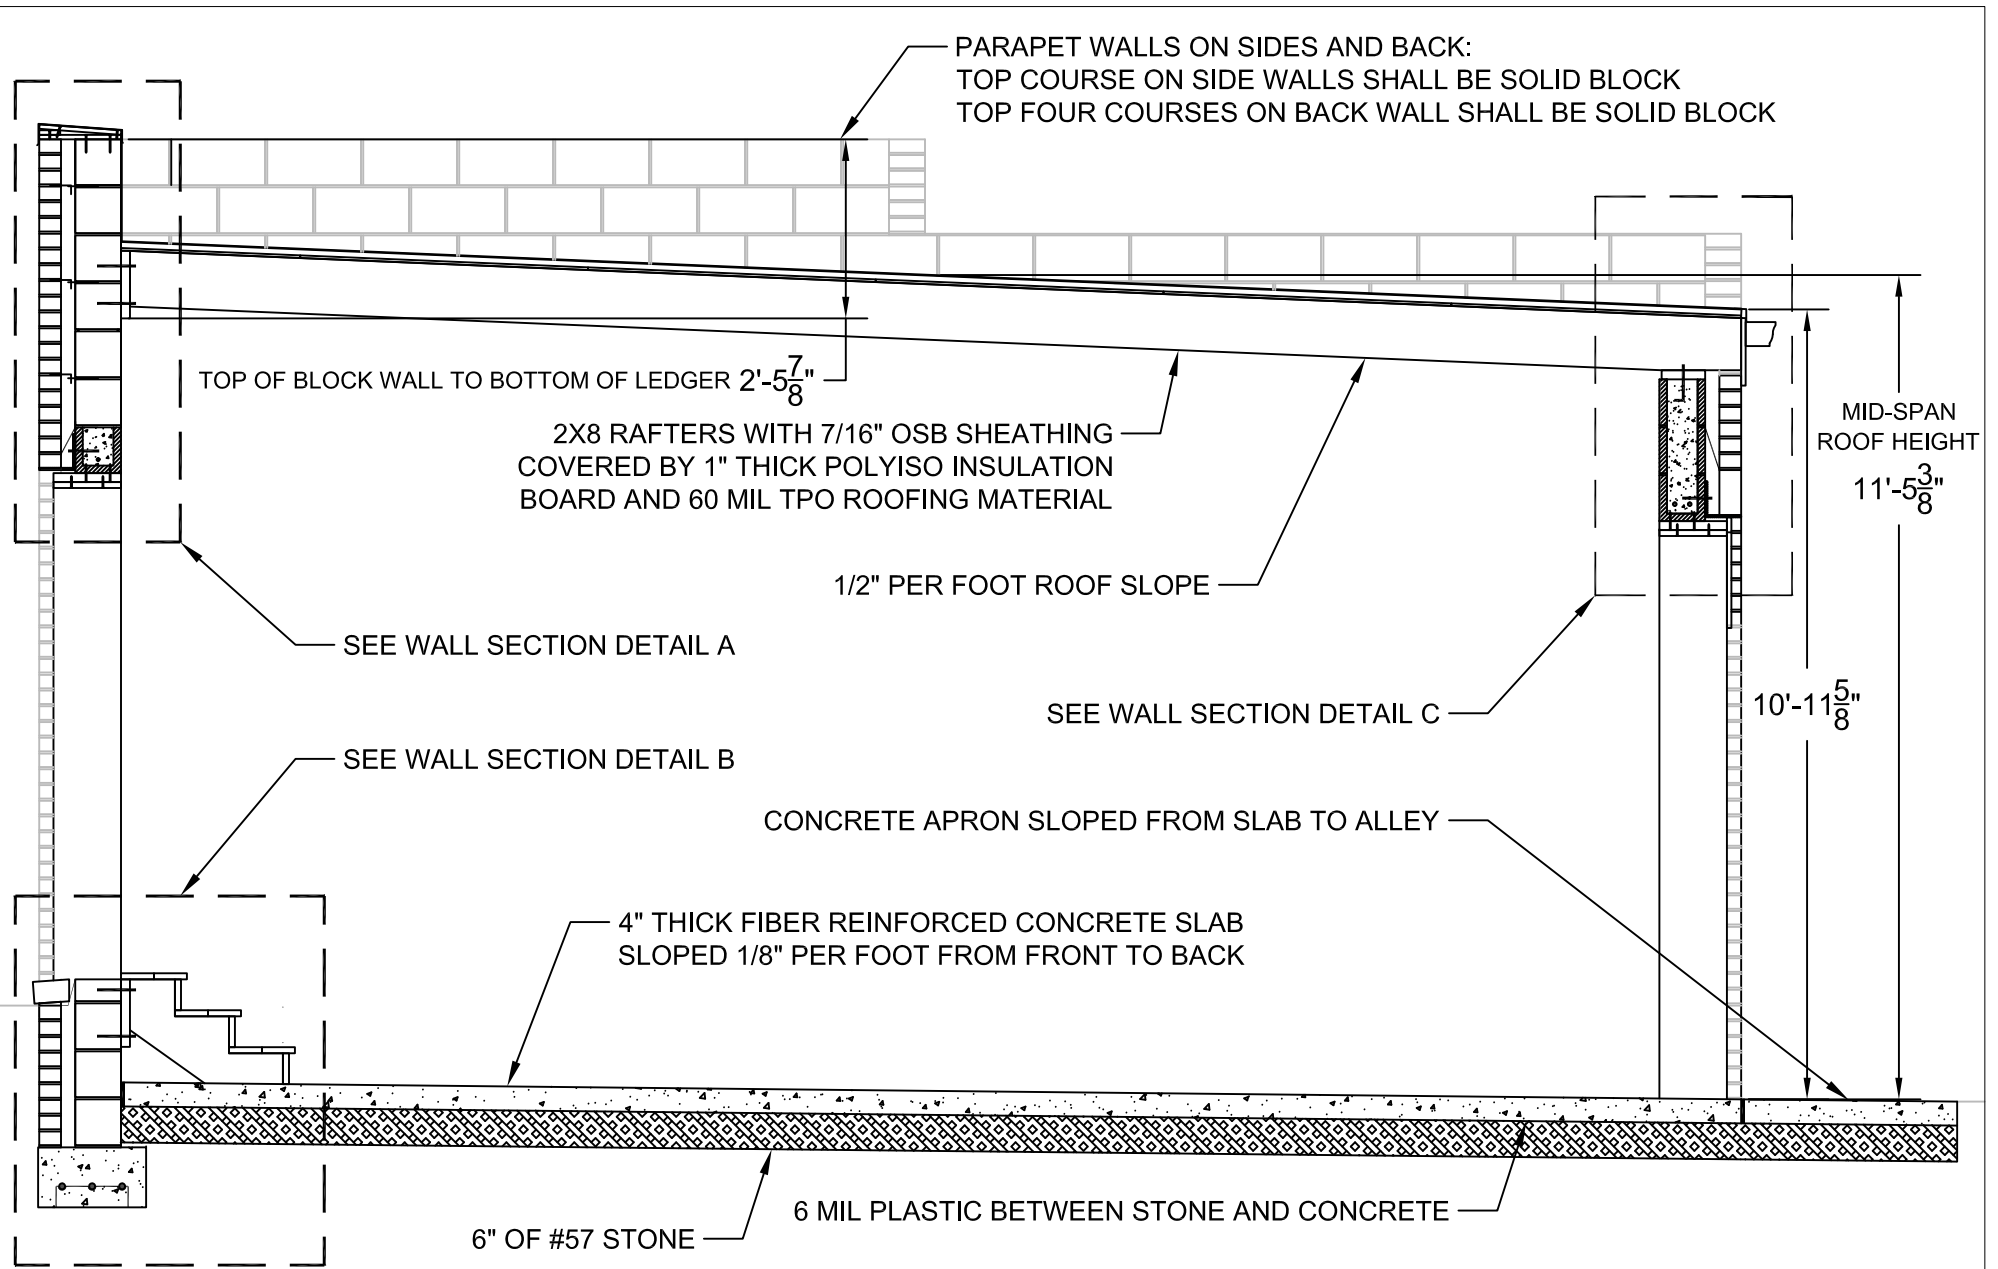 PARAPET WALLS ON SIDES AND BACK:
TOP COURSE ON SIDE WALLS SHALL BE SOLID BLOCK
TOP FOUR COURSES ON BACK WALL SHALL BE SOLID BLOCK
TOP OF BLOCK WALL TO BOTTOM OF LEDGER 2'-5 7/8"
2X8 RAFTERS WITH 7/16" OSB SHEATHING
COVERED BY 1" THICK POLYISO INSULATION
BOARD AND 60 MIL TPO ROOFING MATERIAL
MID-SPAN
ROOF HEIGHT
11'-5 3/8"
1/2" PER FOOT ROOF SLOPE
SEE WALL SECTION DETAIL A
SEE WALL SECTION DETAIL C
10'-11 5/8"
SEE WALL SECTION DETAIL B
CONCRETE APRON SLOPED FROM SLAB TO ALLEY
4" THICK FIBER REINFORCED CONCRETE SLAB
SLOPED 1/8" PER FOOT FROM FRONT TO BACK
6 MIL PLASTIC BETWEEN STONE AND CONCRETE
6" OF #57 STONE